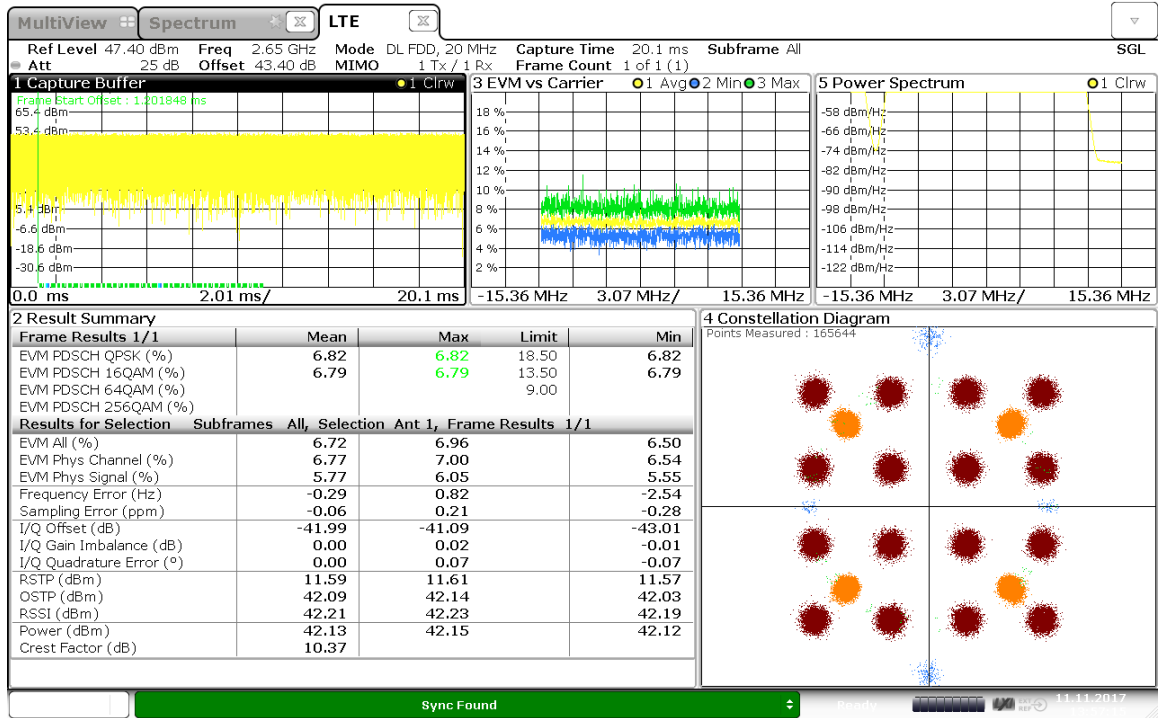 MultiView Spectrum LTE
Ref Level 47.40 dBm Freq 2.65 GHz Mode DL FDD, 20 MHz Capture Time 20.1 ms Subframe All SGL
Att 25 dB Offset 43.40 dB MIMO 1 Tx / 1 Rx Frame Count 1 of 1 (1)
1 Capture Buffer 1 Clrw
Frame Start Offset : 1.201848 ms
65.4 dBm
53.4 dBm
5.4 dBm
-6.6 dBm
-18.6 dBm
-30.6 dBm
0.0 ms 2.01 ms/ 20.1 ms
3 EVM vs Carrier 1 Avg 2 Min 3 Max
18 %
16 %
14 %
12 %
10 %
8 %
6 %
4 %
2 %
-15.36 MHz 3.07 MHz/ 15.36 MHz
5 Power Spectrum 1 Clrw
-58 dBm/Hz
-66 dBm/Hz
-74 dBm/Hz
-82 dBm/Hz
-90 dBm/Hz
-98 dBm/Hz
-106 dBm/Hz
-114 dBm/Hz
-122 dBm/Hz
-15.36 MHz 3.07 MHz/ 15.36 MHz
2 Result Summary
Frame Results 1/1 Mean Max Limit Min
EVM PDSCH QPSK (%) 6.82 6.82 18.50 6.82
EVM PDSCH 16QAM (%) 6.79 6.79 13.50 6.79
EVM PDSCH 64QAM (%) 9.00
EVM PDSCH 256QAM (%)
Results for Selection Subframes All, Selection Ant 1, Frame Results 1/1
EVM All (%) 6.72 6.96 6.50
EVM Phys Channel (%) 6.77 7.00 6.54
EVM Phys Signal (%) 5.77 6.05 5.55
Frequency Error (Hz) -0.29 0.82 -2.54
Sampling Error (ppm) -0.06 0.21 -0.28
I/Q Offset (dB) -41.99 -41.09 -43.01
I/Q Gain Imbalance (dB) 0.00 0.02 -0.01
I/Q Quadrature Error (°) 0.00 0.07 -0.07
RSTP (dBm) 11.59 11.61 11.57
OSTP (dBm) 42.09 42.14 42.03
RSSI (dBm) 42.21 42.23 42.19
Power (dBm) 42.13 42.15 42.12
Crest Factor (dB) 10.37
4 Constellation Diagram
Points Measured : 165644
Sync Found
Ready
LXI
11.11.2017